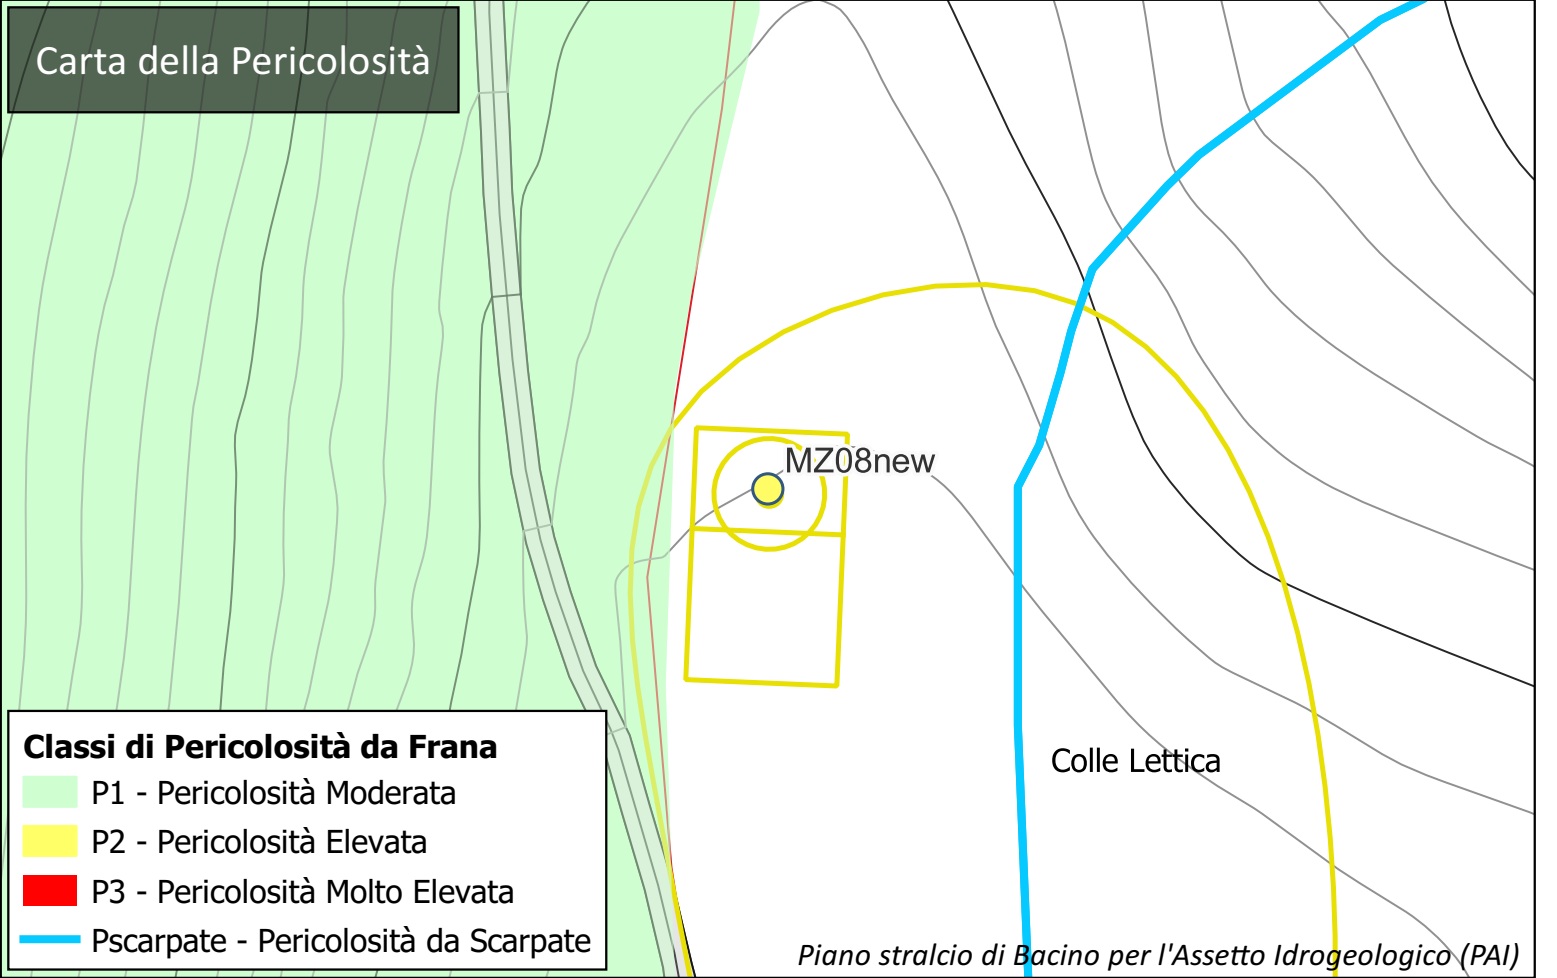 Carta della Pericolosità
MZ08new
Colle Lettica
Classi di Pericolosità da Frana
P1 - Pericolosità Moderata
P2 - Pericolosità Elevata
P3 - Pericolosità Molto Elevata
Pscarpate - Pericolosità da Scarpate
Piano stralcio di Bacino per l'Assetto Idrogeologico (PAI)